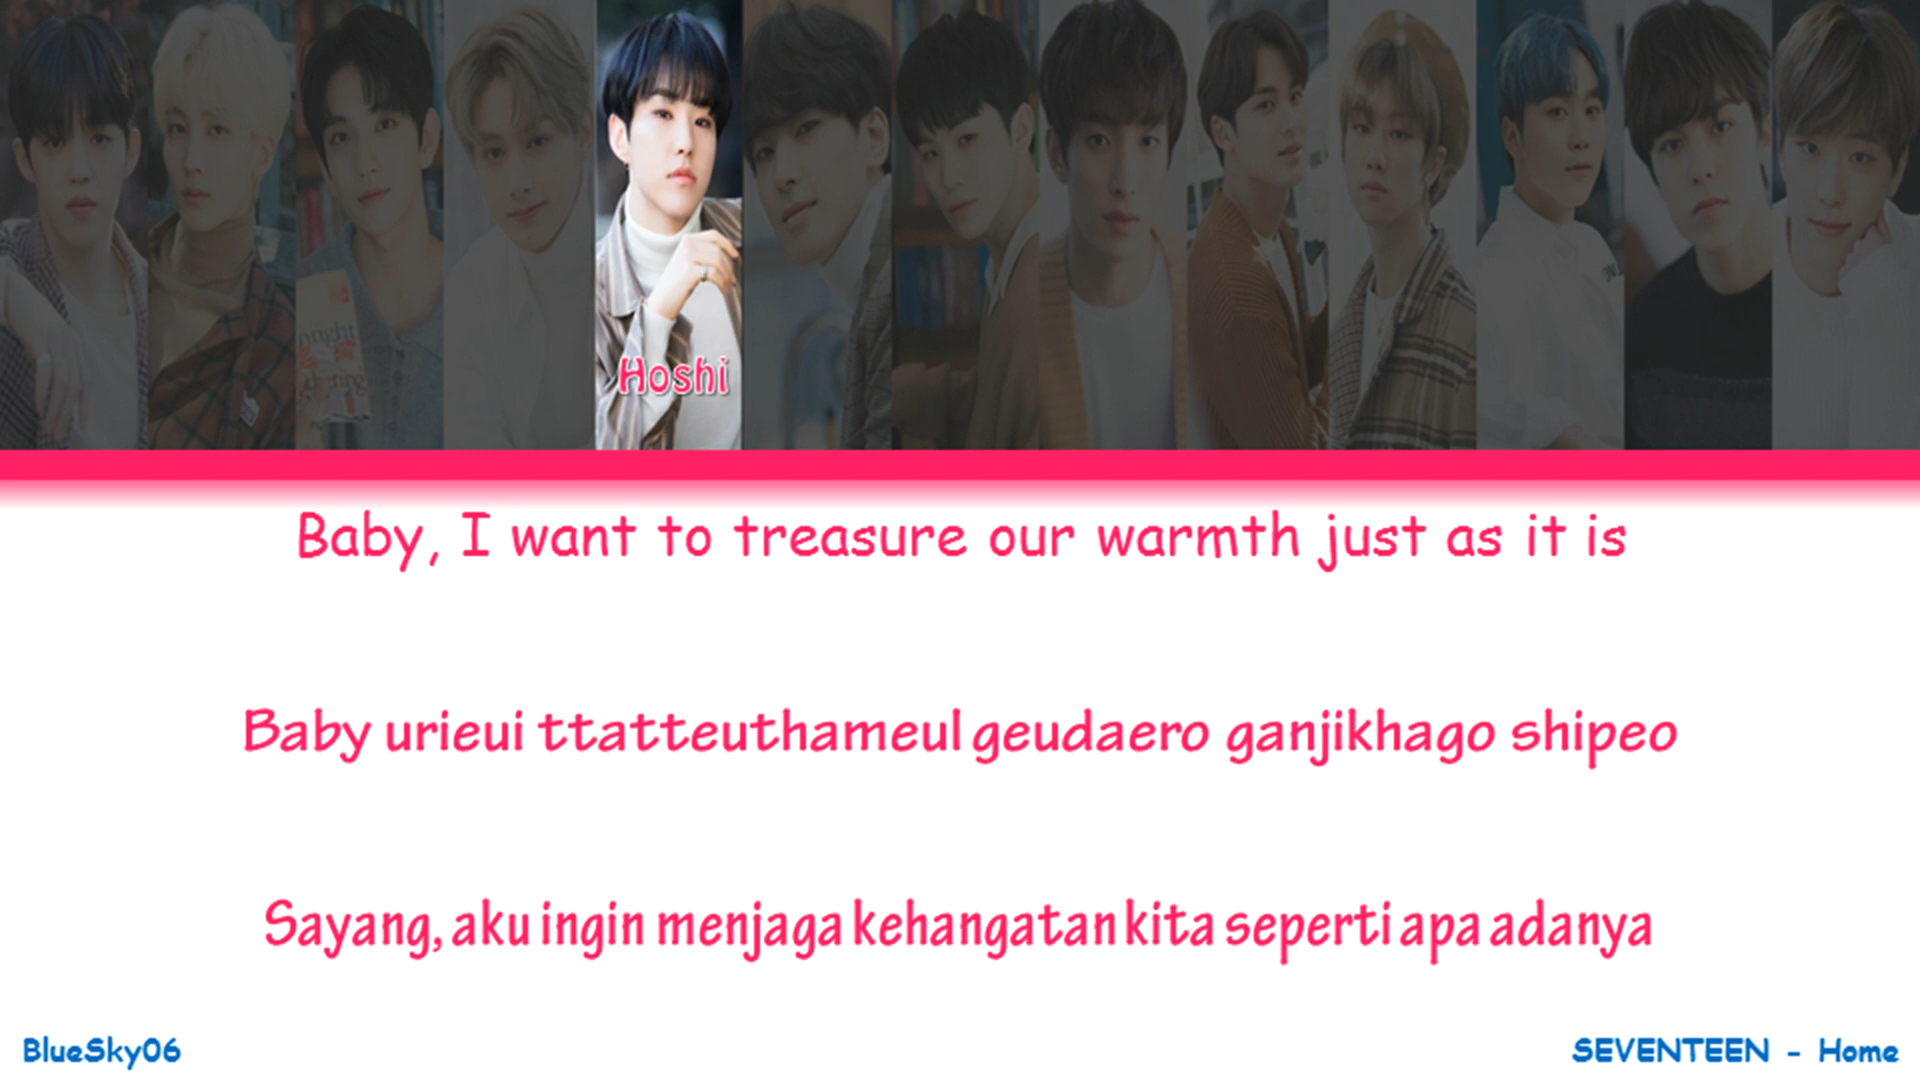 Hoshi
Baby, I want to treasure our warmth just as it is
Baby urieui ttatteuthameul geudaero ganjikhago shipeo
Sayang, aku ingin menjaga kehangatan kita seperti apa adanya
BlueSky06
SEVENTEEN - Home